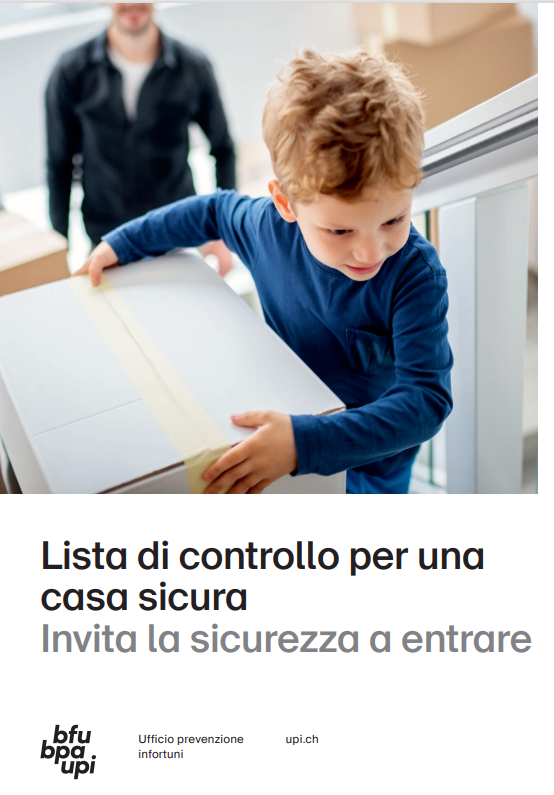 Lista di controllo per una
casa sicura
Invita la sicurezza a entrare
bfu
bpa
upi
Ufficio prevenzione
infortuni
upi.ch